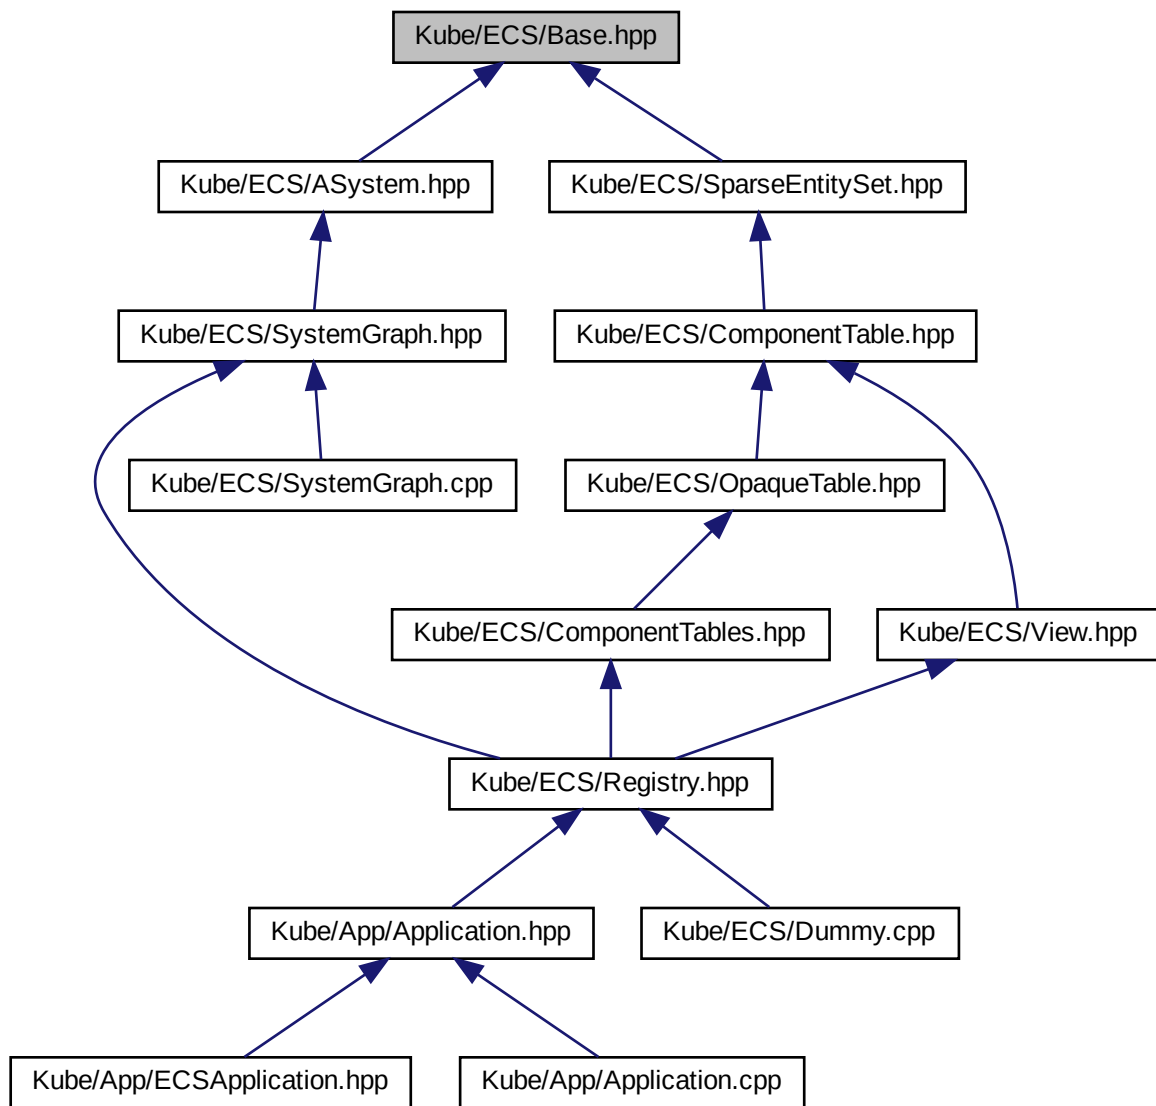 Kube/ECS/Base.hpp
Kube/ECS/ASystem.hpp
Kube/ECS/SparseEntitySet.hpp
Kube/ECS/SystemGraph.hpp
Kube/ECS/ComponentTable.hpp
Kube/ECS/SystemGraph.cpp
Kube/ECS/OpaqueTable.hpp
Kube/ECS/ComponentTables.hpp
Kube/ECS/View.hpp
Kube/ECS/Registry.hpp
Kube/App/Application.hpp
Kube/ECS/Dummy.cpp
Kube/App/ECSApplication.hpp
Kube/App/Application.cpp